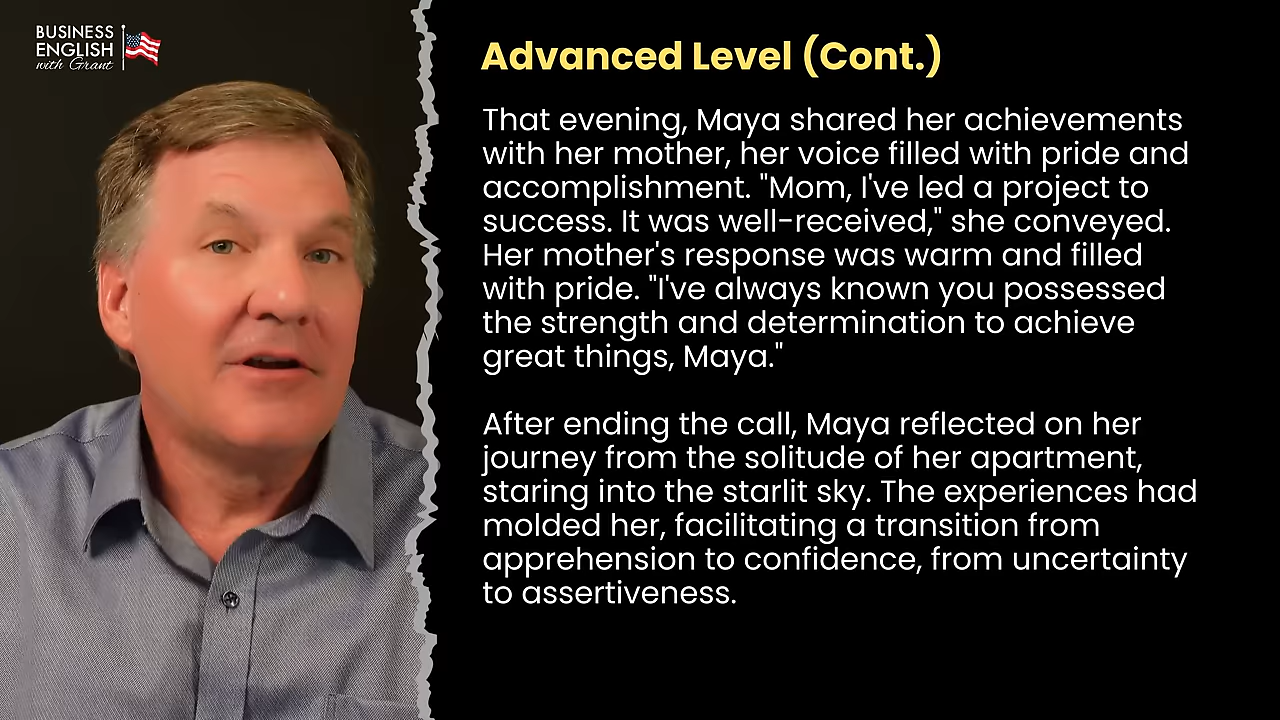 BUSINESS
ENGLISH
with Grant
Advanced Level (Cont.)
That evening, Maya shared her achievements
with her mother, her voice filled with pride and
accomplishment. "Mom, I've led a project to
success. It was well-received," she conveyed.
Her mother's response was warm and filled
with pride. "I've always known you possessed
the strength and determination to achieve
great things, Maya."
After ending the call, Maya reflected on her
journey from the solitude of her apartment,
staring into the starlit sky. The experiences had
molded her, facilitating a transition from
apprehension to confidence, from uncertainty
to assertiveness.